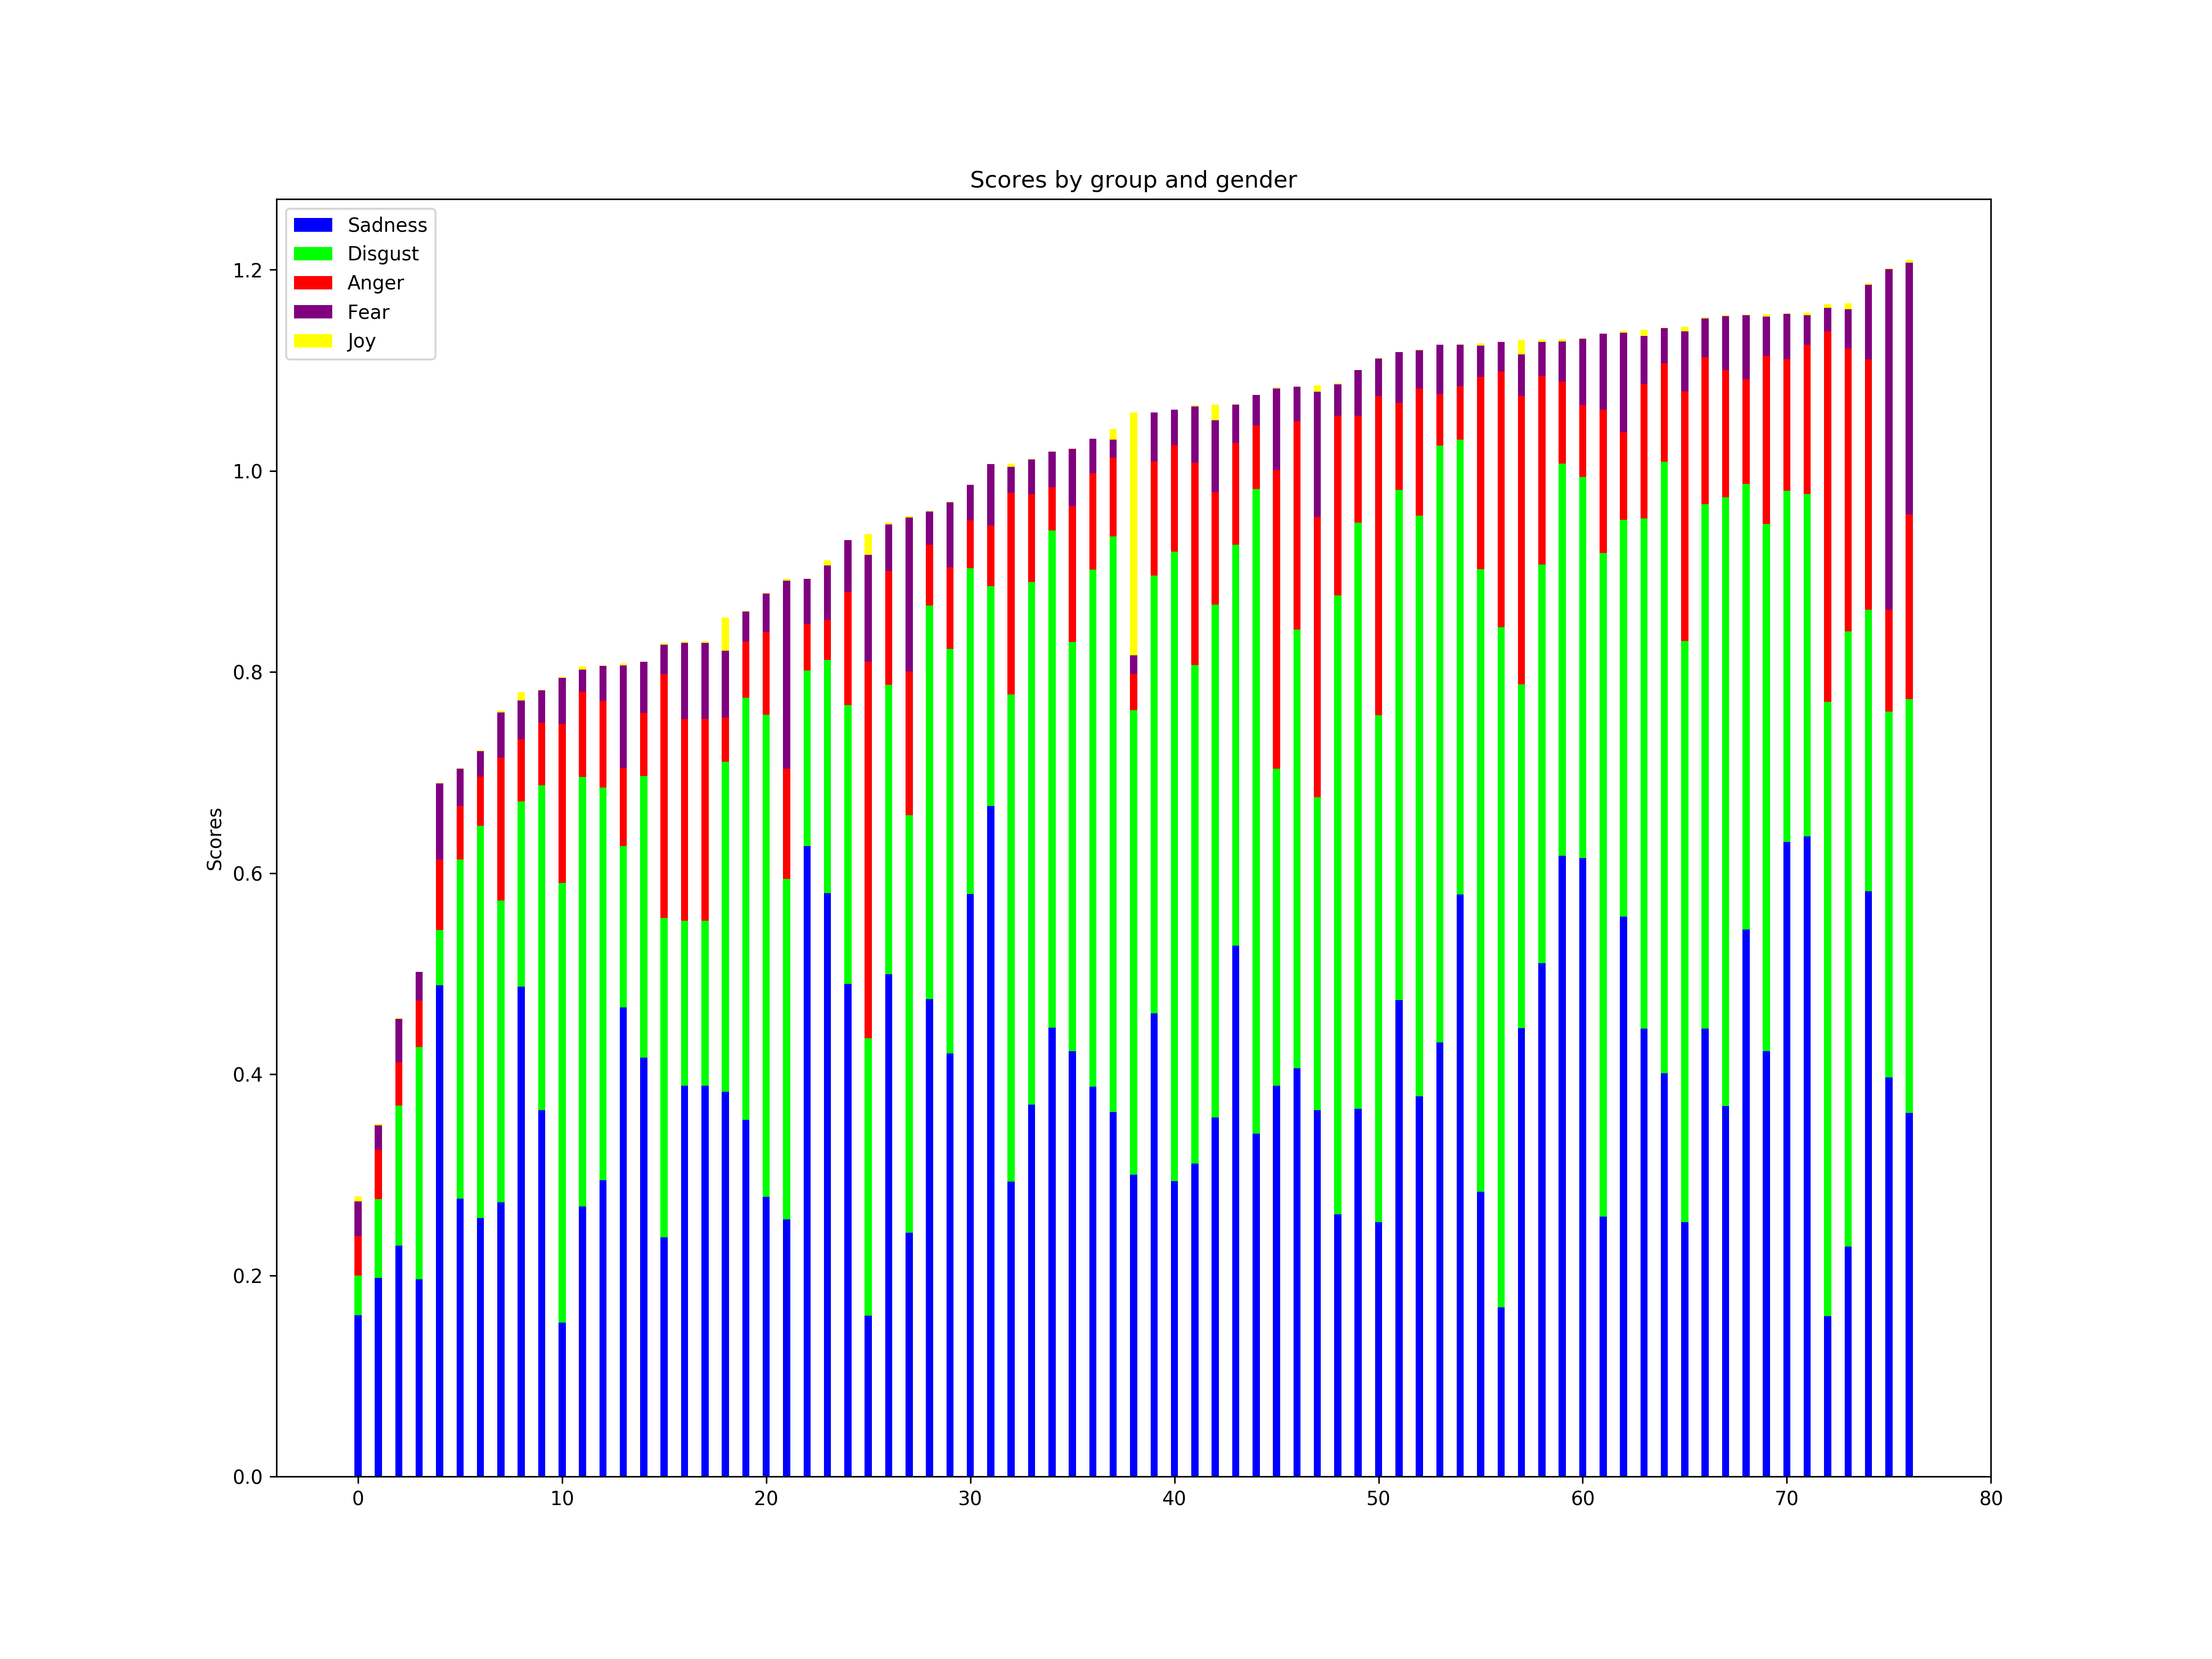 Scores by group and gender
Sadness
Disgust
Anger
Fear
Joy
1.2
1.0
0.8
0.6
0.4
0.2
0.0
Scores
0 10 20 30 40 50 60 70 80